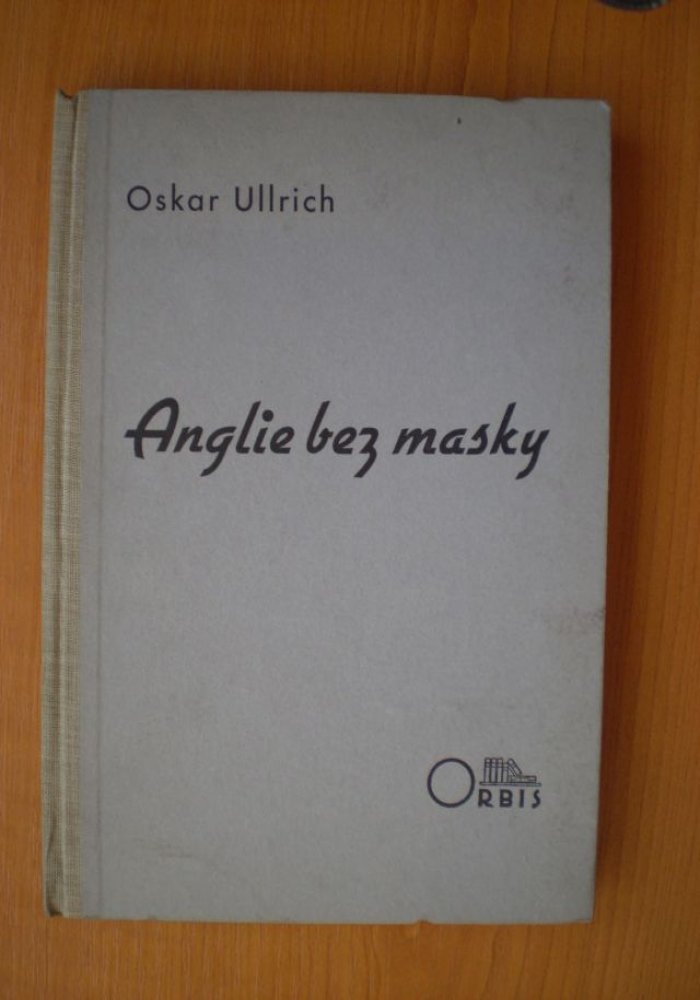 Oskar Ullrich
Anglie bez masky
ORBIS